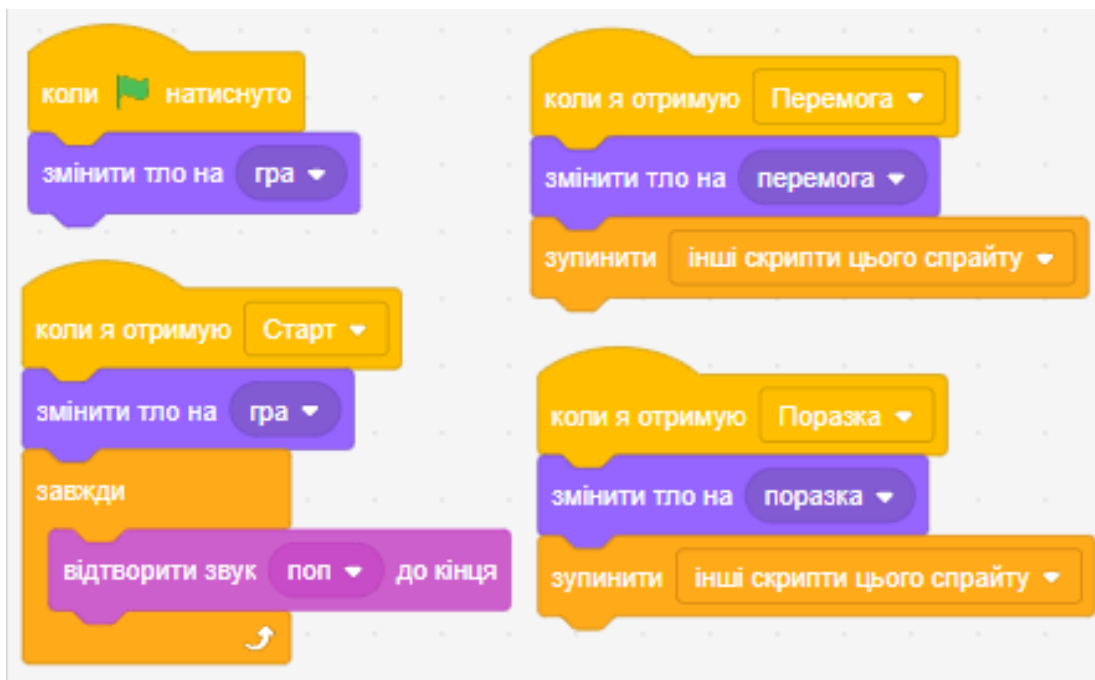 коли натиснуто
змінити тло на гра
коли я отримую Старт
змінити тло на гра
завжди
відтворити звук поп до кінця
коли я отримую Перемога
змінити тло на перемога
зупинити інші скрипти цього спрайту
коли я отримую Поразка
змінити тло на поразка
зупинити інші скрипти цього спрайту